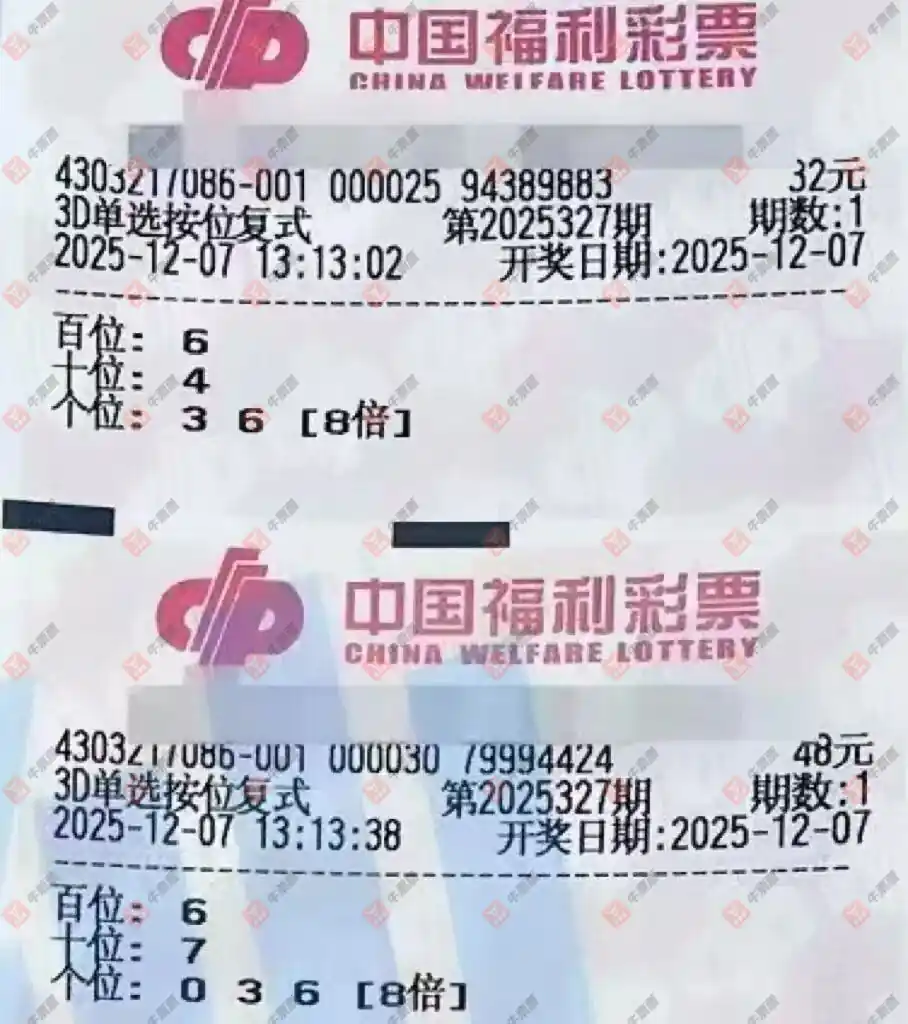 中国福利彩票
CHINA WELFARE LOTTERY
4303217086-001 000025 94389883 32元
3D单选按位复式 第2025327期 期数:1
2025-12-07 13:13:02 开奖日期:2025-12-07
百位: 6
十位: 4
个位: 3 6 [8倍]
中国福利彩票
CHINA WELFARE LOTTERY
4303217086-001 000030 79994424 48元
3D单选按位复式 第2025327期 期数:1
2025-12-07 13:13:38 开奖日期:2025-12-07
百位: 6
十位: 7
个位: 0 3 6 [8倍]